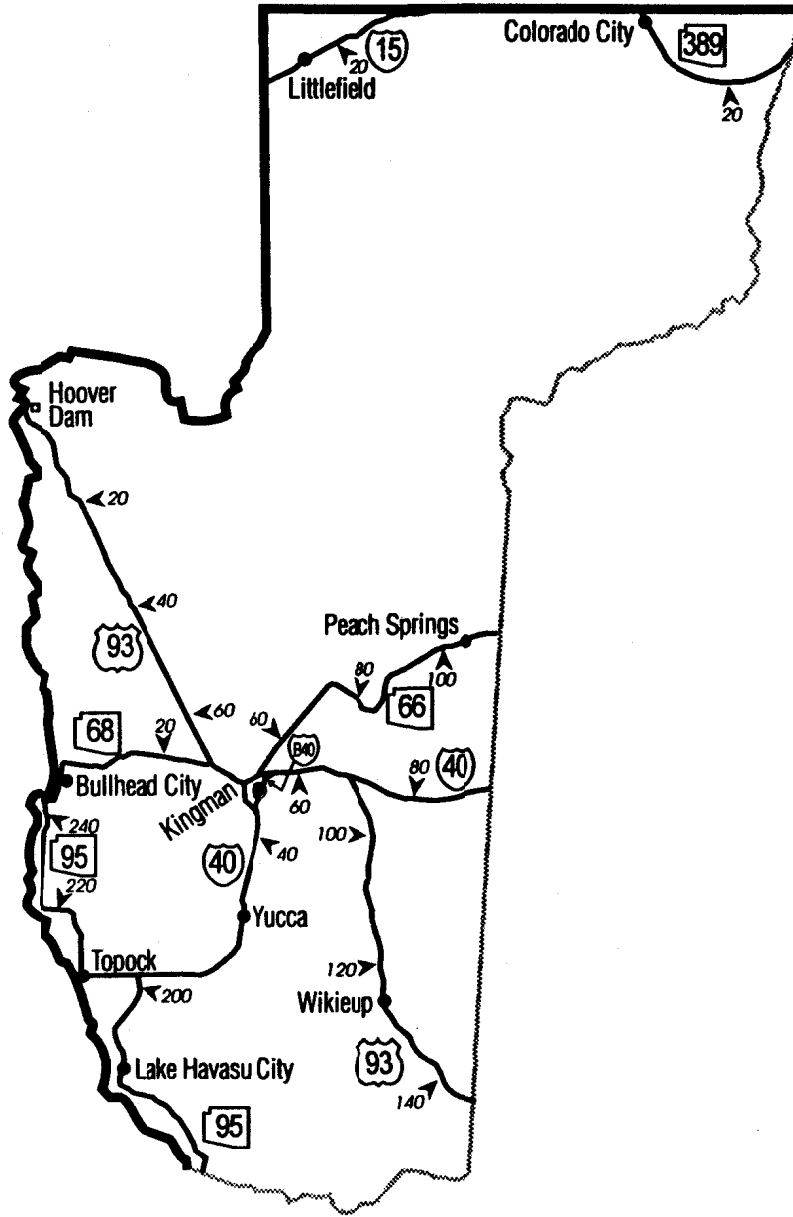 Colorado City
15
389
20
Littlefield
20
Hoover
Dam
20
40
93
Peach Springs
60
80
100
66
68
20
60
B40
40
Bullhead City
Kingman
60
80
240
100
40
95
40
220
Yucca
Topock
120
200
Wikieup
Lake Havasu City
93
140
95